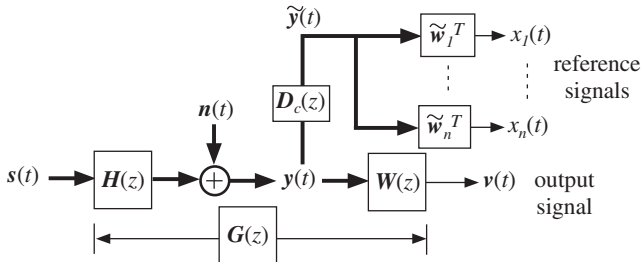 ỹ(t)
w̃₁ᵀ
x₁(t)
reference
signals
D_c(z)
n(t)
w̃ₙᵀ
xₙ(t)
s(t)
H(z)
+
y(t)
W(z)
v(t)
output
signal
G(z)